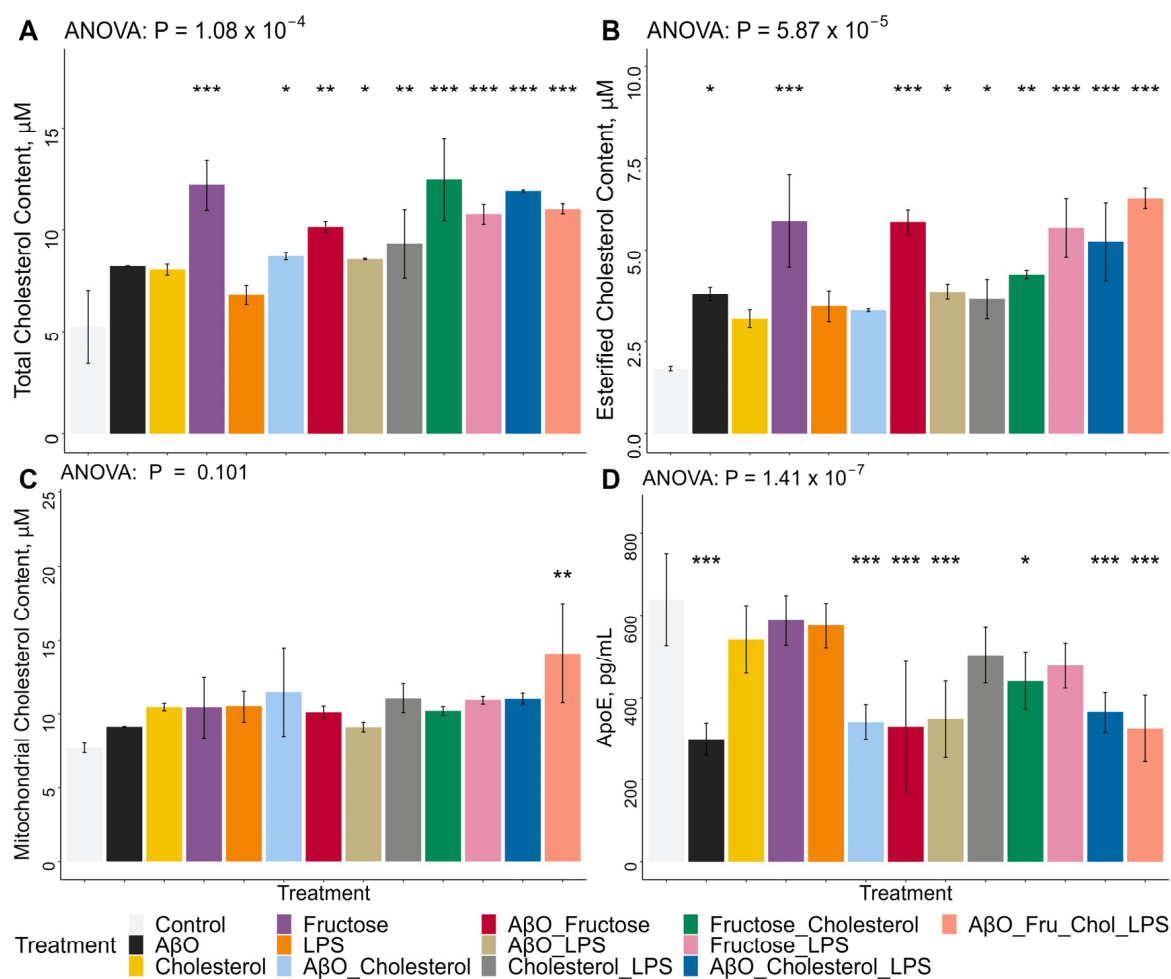 A ANOVA: P = 1.08 x 10⁻⁴
Total Cholesterol Content, µM
0 5 10 15
*** * ** * ** *** *** *** ***
B ANOVA: P = 5.87 x 10⁻⁵
Esterified Cholesterol Content, µM
0.0 2.5 5.0 7.5 10.0
* *** *** * * ** *** *** ***
C ANOVA: P = 0.101
Mitochondrial Cholesterol Content, µM
0 5 10 15 20 25
**
Treatment
D ANOVA: P = 1.41 x 10⁻⁷
ApoE, pg/mL
0 200 400 600 800
*** *** *** *** * *** ***
Treatment
Treatment
Control
AβO
Cholesterol
Fructose
LPS
AβO_Cholesterol
AβO_Fructose
AβO_LPS
Cholesterol_LPS
Fructose_Cholesterol
Fructose_LPS
AβO_Cholesterol_LPS
AβO_Fru_Chol_LPS